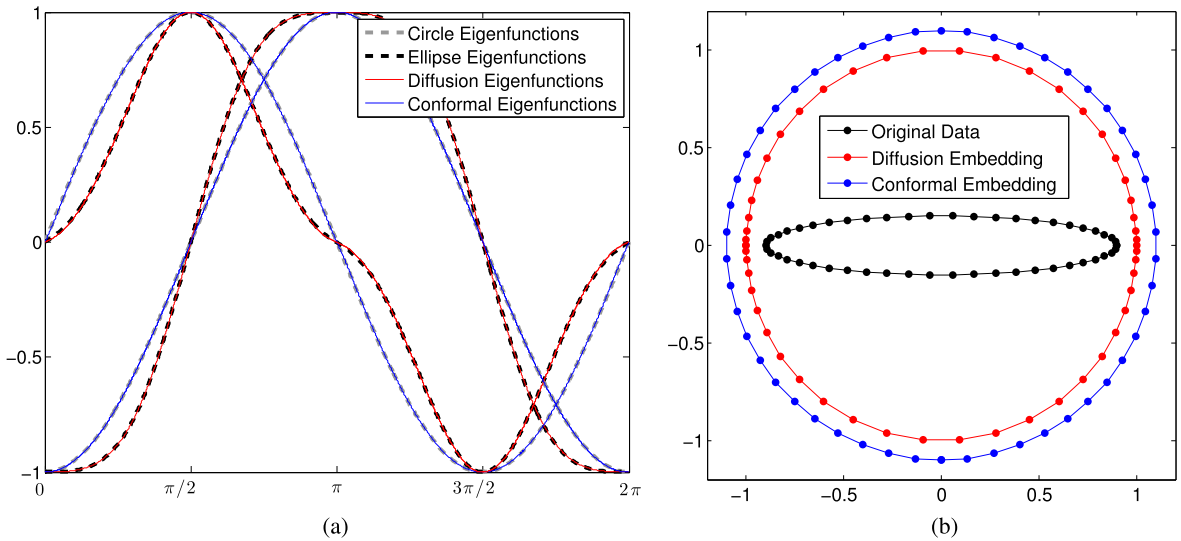 1
0.5
0
−0.5
−1
0
π/2
π
3π/2
2π
Circle Eigenfunctions
Ellipse Eigenfunctions
Diffusion Eigenfunctions
Conformal Eigenfunctions
(a)
1
0.5
0
−0.5
−1
−1
−0.5
0
0.5
1
Original Data
Diffusion Embedding
Conformal Embedding
(b)